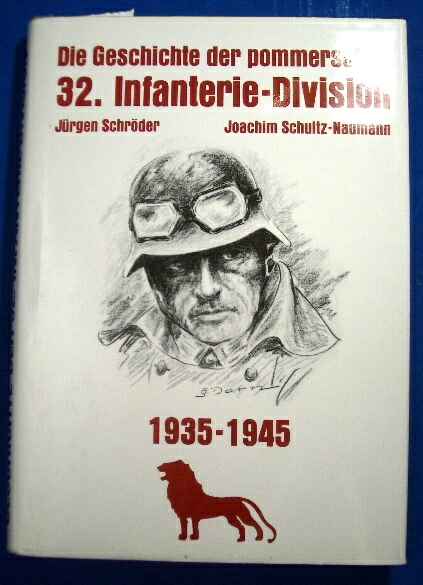 Die Geschichte der
32. Infanterie-Division
Jürgen Schröder Joachim Schultz-Naumann
1935-1945